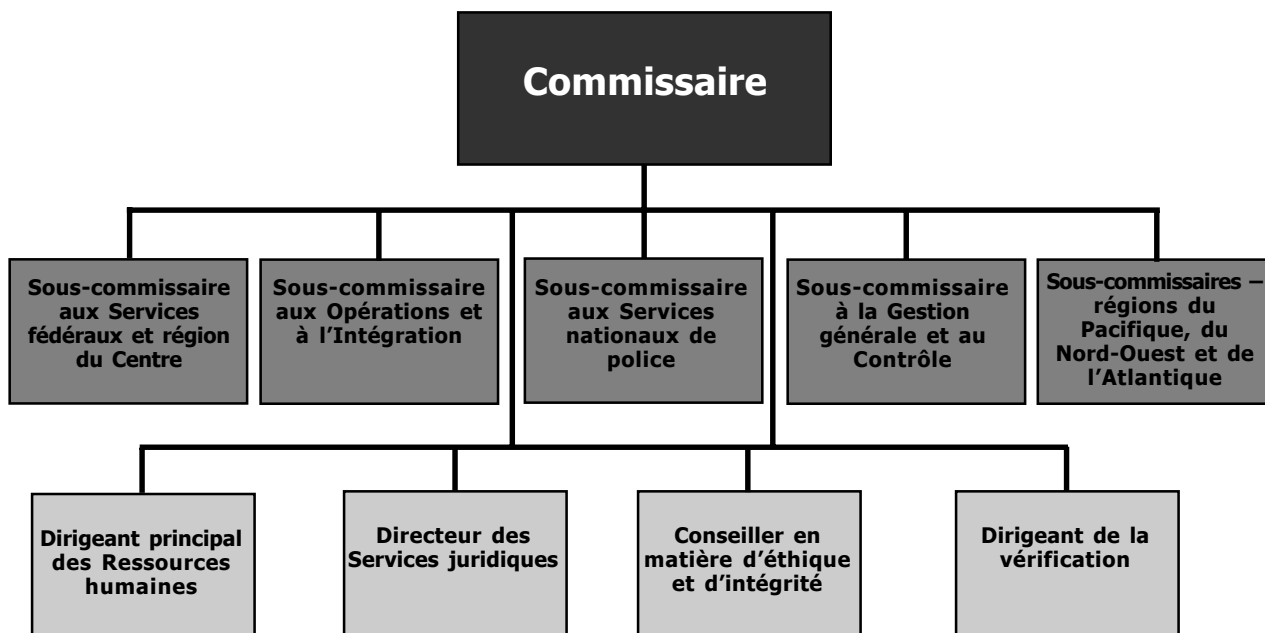 Commissaire
Sous-commissaire
aux Services
fédéraux et région
du Centre
Sous-commissaire
aux Opérations et
à l'Intégration
Sous-commissaire
aux Services
nationaux de
police
Sous-commissaire
à la Gestion
générale et au
Contrôle
Sous-commissaires –
régions du
Pacifique, du
Nord-Ouest et de
l'Atlantique
Dirigeant principal
des Ressources
humaines
Directeur des
Services juridiques
Conseiller en
matière d'éthique
et d'intégrité
Dirigeant de la
vérification